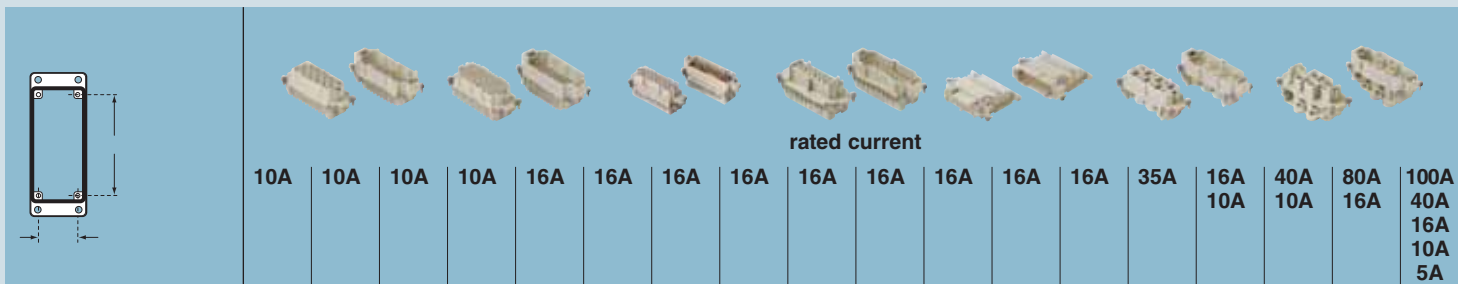 rated current
10A 10A 10A 10A 16A 16A 16A 16A 16A 16A 16A 16A 16A 35A 16A 40A 80A 100A
10A 10A 16A 40A
16A
10A
5A